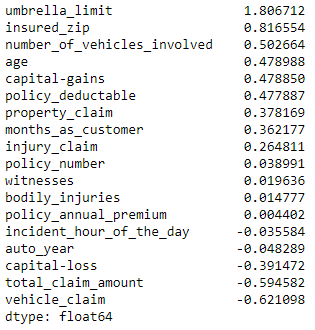 umbrella_limit 1.806712
insured_zip 0.816554
number_of_vehicles_involved 0.502664
age 0.478988
capital-gains 0.478850
policy_deductable 0.477887
property_claim 0.378169
months_as_customer 0.362177
injury_claim 0.264811
policy_number 0.038991
witnesses 0.019636
bodily_injuries 0.014777
policy_annual_premium 0.004402
incident_hour_of_the_day -0.035584
auto_year -0.048289
capital-loss -0.391472
total_claim_amount -0.594582
vehicle_claim -0.621098
dtype: float64